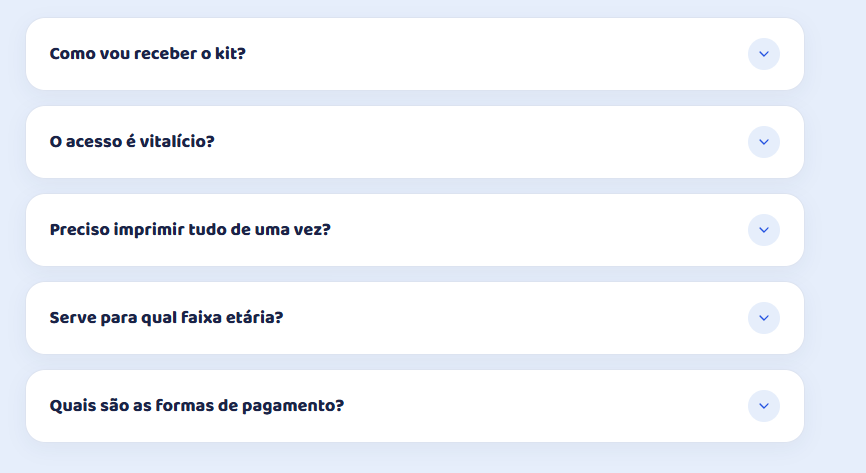 Como vou receber o kit?
O acesso é vitalício?
Preciso imprimir tudo de uma vez?
Serve para qual faixa etária?
Quais são as formas de pagamento?